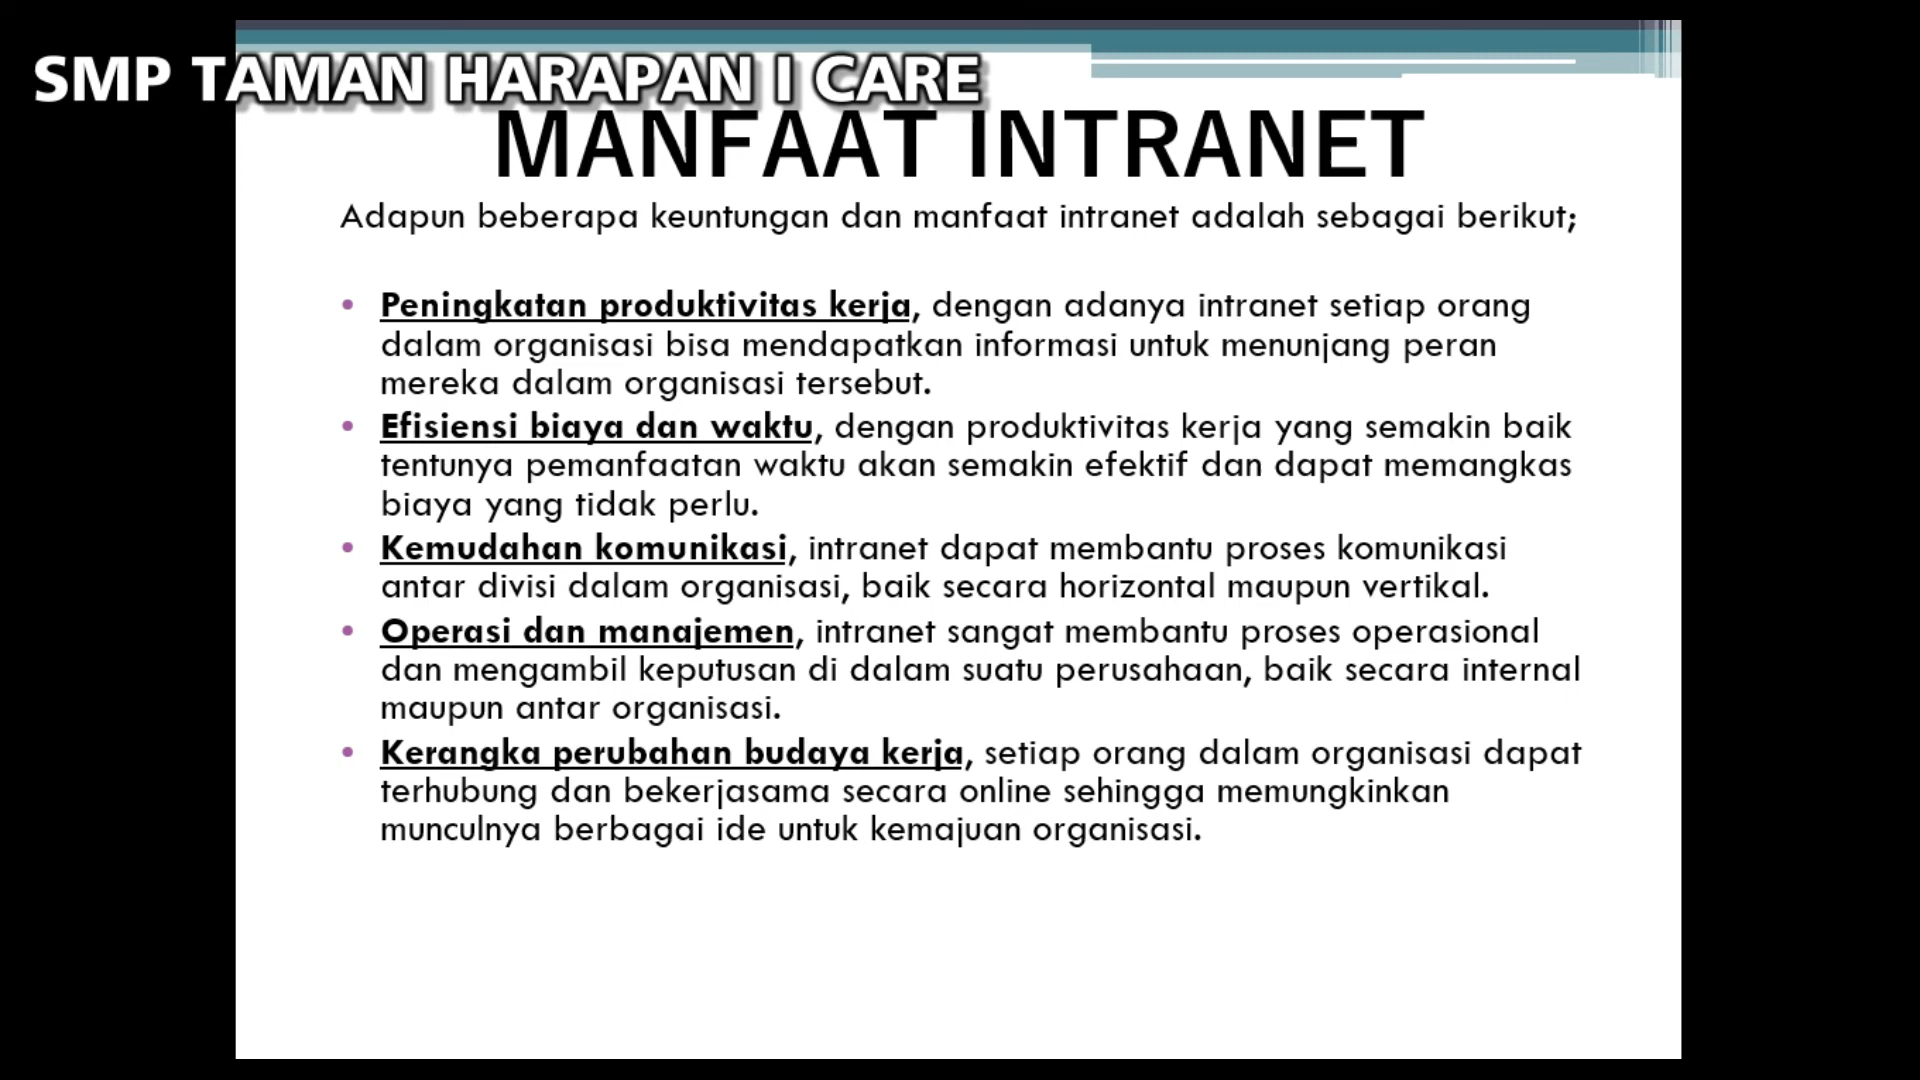 SMP TAMAN HARAPAN I CARE
MANFAAT INTRANET
Adapun beberapa keuntungan dan manfaat intranet adalah sebagai berikut;
• Peningkatan produktivitas kerja, dengan adanya intranet setiap orang
dalam organisasi bisa mendapatkan informasi untuk menunjang peran
mereka dalam organisasi tersebut.
• Efisiensi biaya dan waktu, dengan produktivitas kerja yang semakin baik
tentunya pemanfaatan waktu akan semakin efektif dan dapat memangkas
biaya yang tidak perlu.
• Kemudahan komunikasi, intranet dapat membantu proses komunikasi
antar divisi dalam organisasi, baik secara horizontal maupun vertikal.
• Operasi dan manajemen, intranet sangat membantu proses operasional
dan mengambil keputusan di dalam suatu perusahaan, baik secara internal
maupun antar organisasi.
• Kerangka perubahan budaya kerja, setiap orang dalam organisasi dapat
terhubung dan bekerjasama secara online sehingga memungkinkan
munculnya berbagai ide untuk kemajuan organisasi.